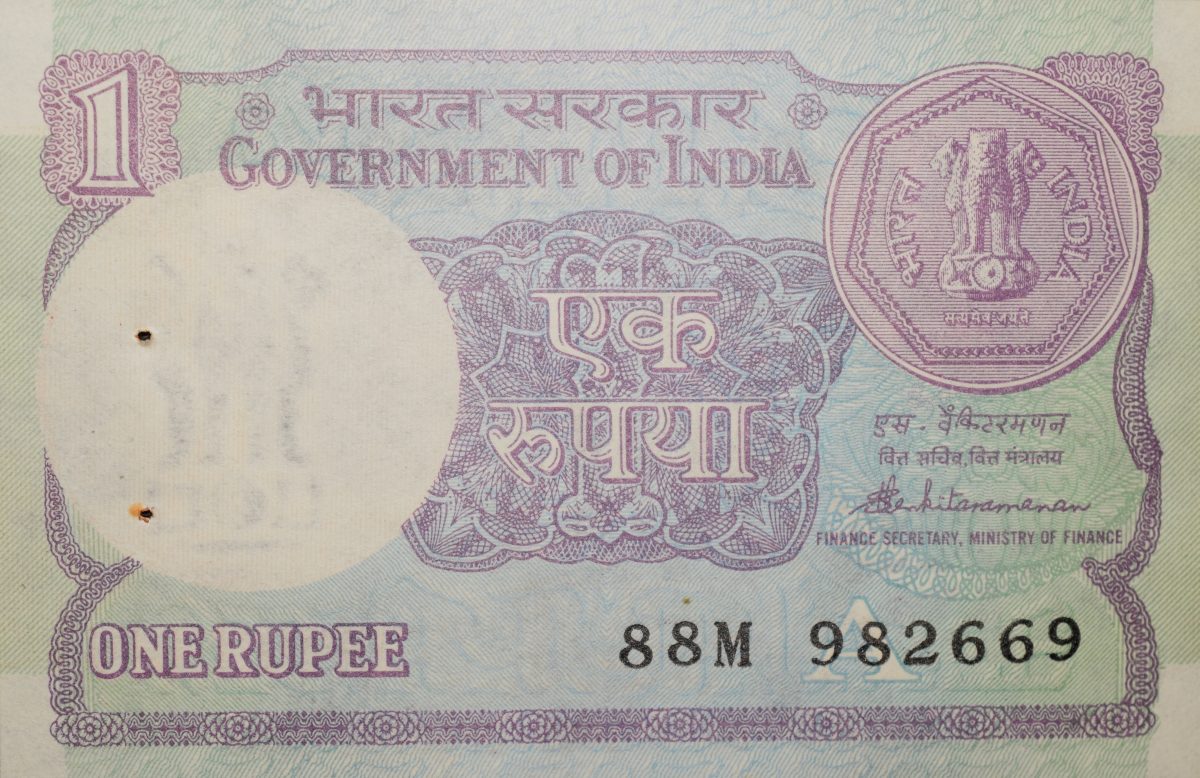 1
भारत सरकार
GOVERNMENT OF INDIA
भारत
INDIA
सत्यमेव जयते
एक
रुपया
एस. वेंकिटरमणन
वित्त सचिव, वित्त मंत्रालय
Venkitaramanan
FINANCE SECRETARY, MINISTRY OF FINANCE
ONE RUPEE
A
88M 982669